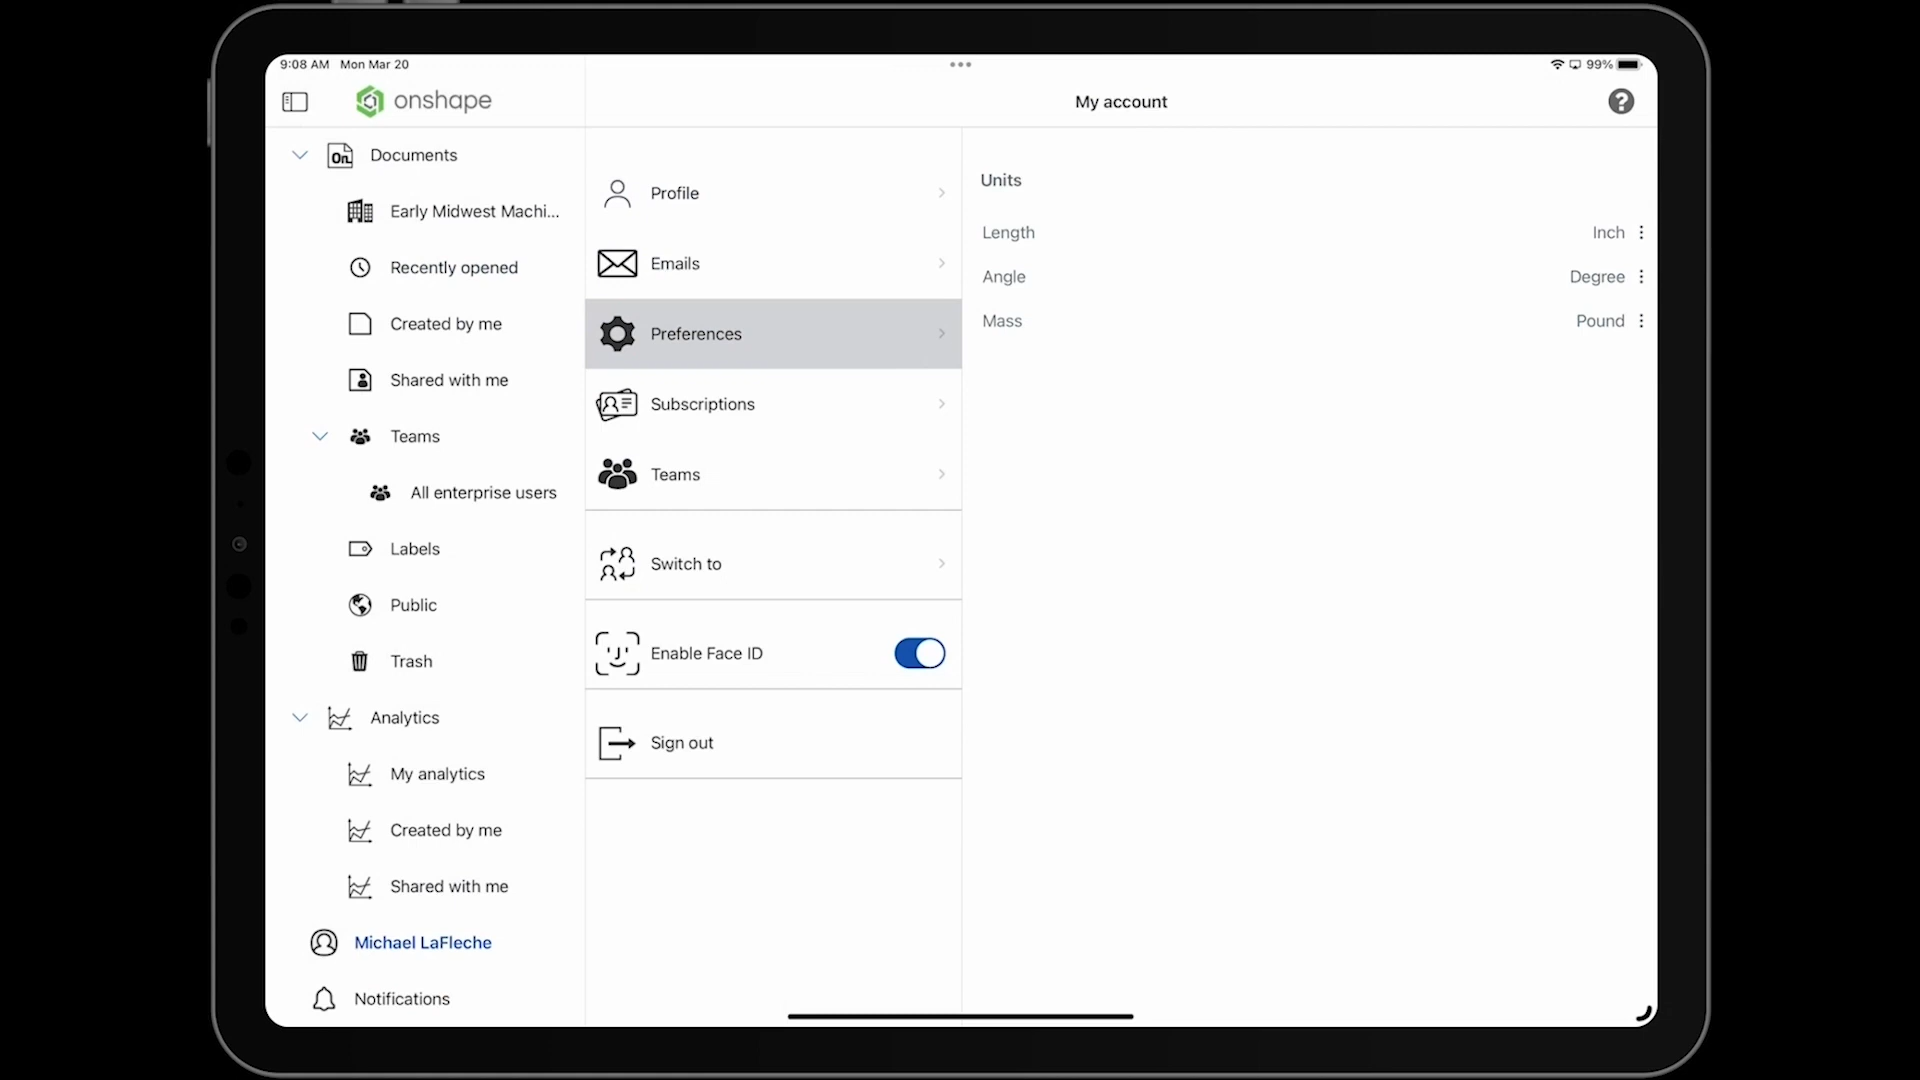 9:08 AM Mon Mar 20
99%
onshape
My account
Documents
Early Midwest Machi...
Recently opened
Created by me
Shared with me
Teams
All enterprise users
Labels
Public
Trash
Analytics
My analytics
Created by me
Shared with me
Michael LaFleche
Notifications
Profile
Emails
Preferences
Subscriptions
Teams
Switch to
Enable Face ID
Sign out
Units
Length Inch
Angle Degree
Mass Pound